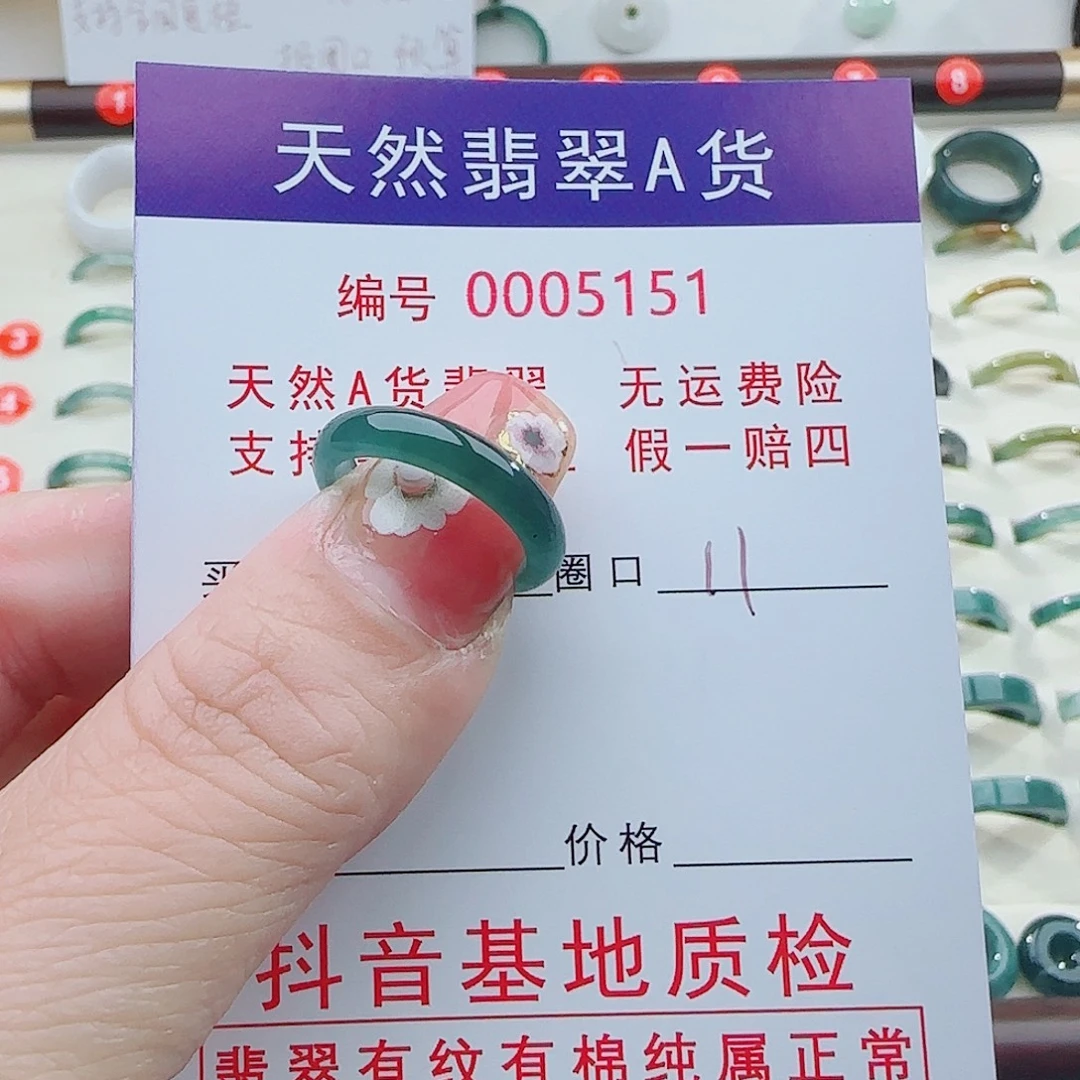 天然翡翠A货
编号 0005151
天然A货翡翠 无运费险
支持 假一赔四
圈口 11
价格
抖音基地质检
翡翠有纹有棉纯属正常